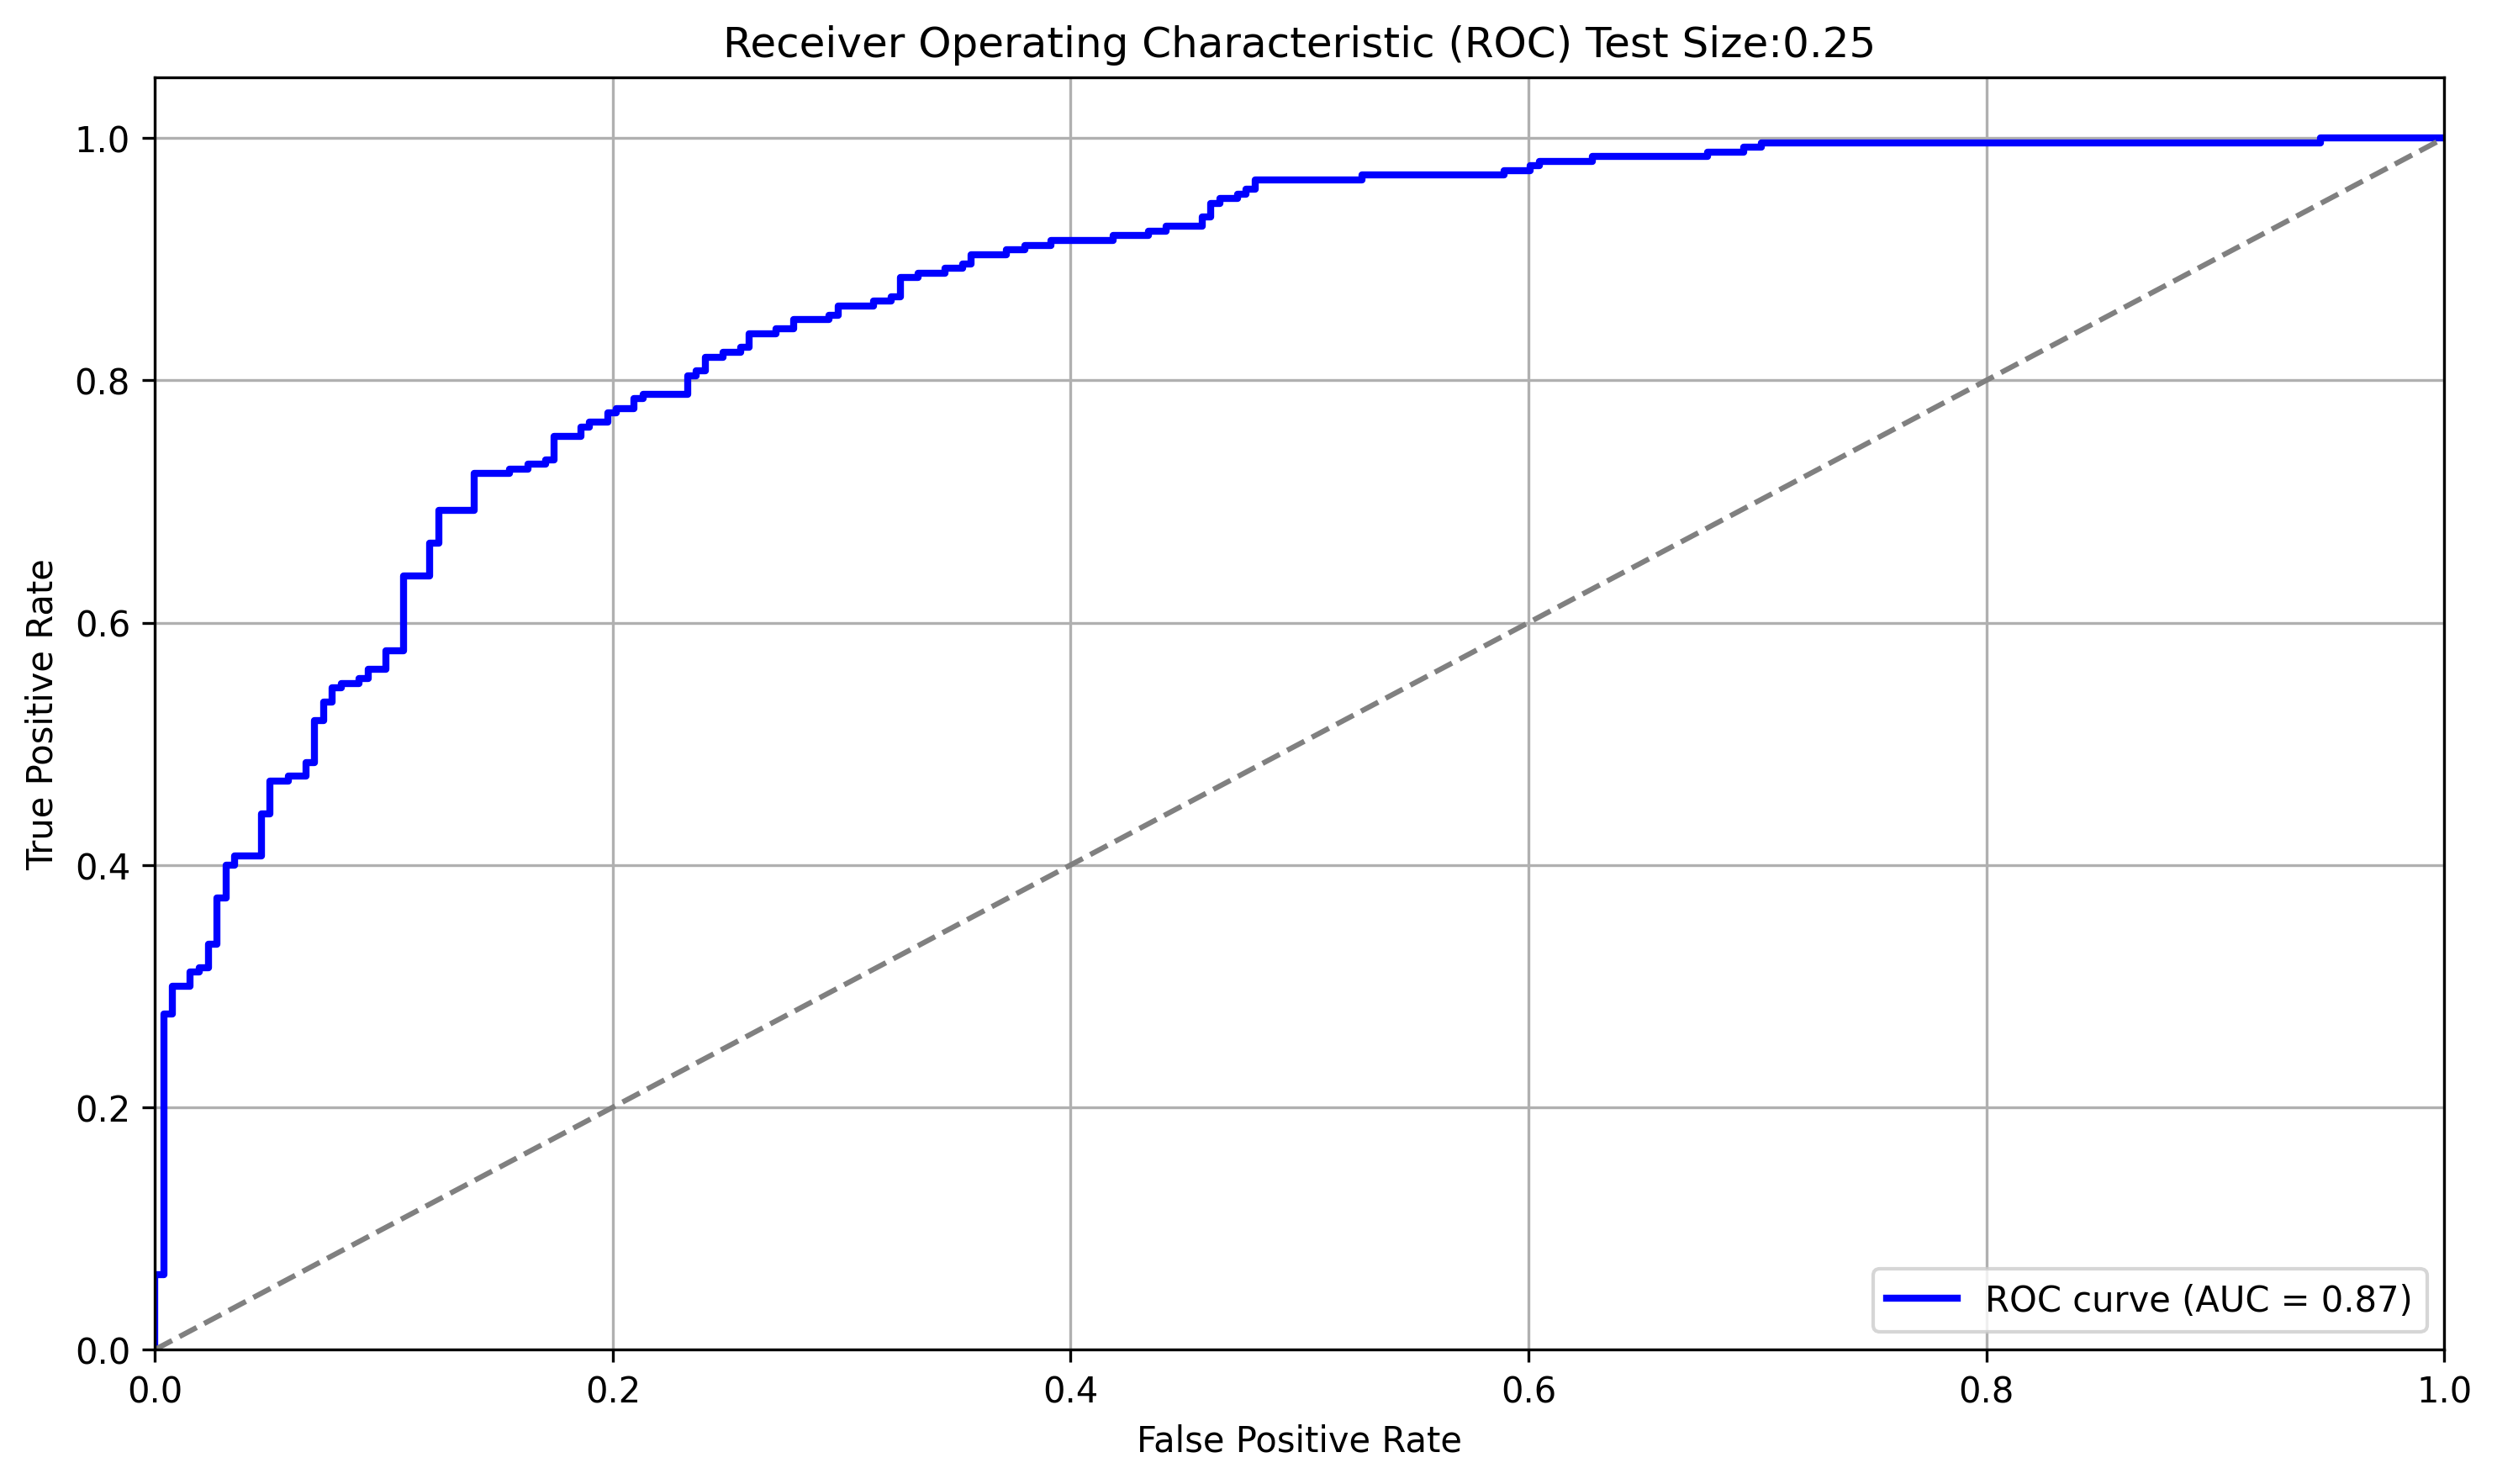 Receiver Operating Characteristic (ROC) Test Size:0.25
1.0
0.8
0.6
0.4
0.2
0.0
True Positive Rate
ROC curve (AUC = 0.87)
0.0 0.2 0.4 0.6 0.8 1.0
False Positive Rate